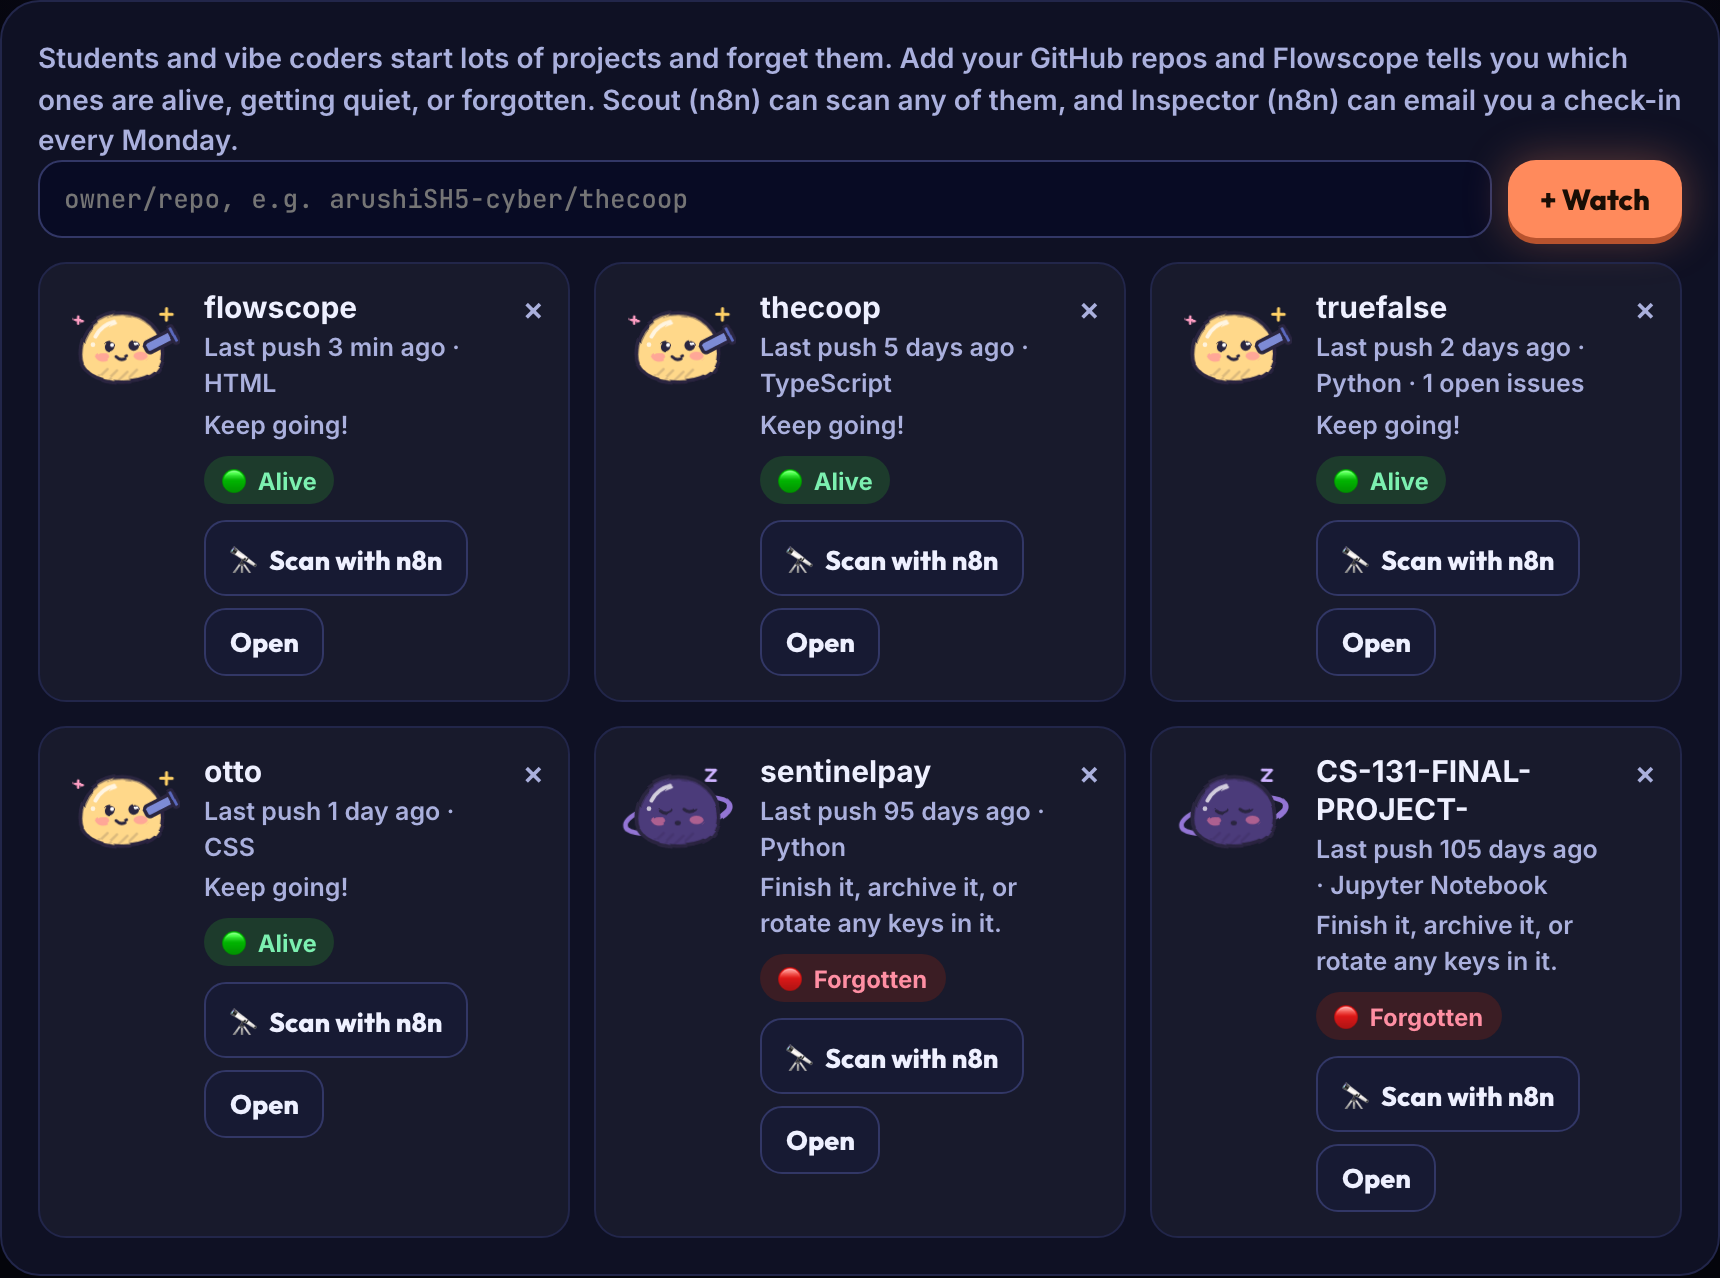 Students and vibe coders start lots of projects and forget them. Add your GitHub repos and Flowscope tells you which
ones are alive, getting quiet, or forgotten. Scout (n8n) can scan any of them, and Inspector (n8n) can email you a check-in
every Monday.
owner/repo, e.g. arushiSH5-cyber/thecoop
+ Watch
flowscope
×
Last push 3 min ago ·
HTML
Keep going!
Alive
Scan with n8n
Open
thecoop
×
Last push 5 days ago ·
TypeScript
Keep going!
Alive
Scan with n8n
Open
truefalse
×
Last push 2 days ago ·
Python · 1 open issues
Keep going!
Alive
Scan with n8n
Open
otto
×
Last push 1 day ago ·
CSS
Keep going!
Alive
Scan with n8n
Open
z
sentinelpay
×
Last push 95 days ago ·
Python
Finish it, archive it, or
rotate any keys in it.
Forgotten
Scan with n8n
Open
z
CS-131-FINAL-
PROJECT-
×
Last push 105 days ago
· Jupyter Notebook
Finish it, archive it, or
rotate any keys in it.
Forgotten
Scan with n8n
Open